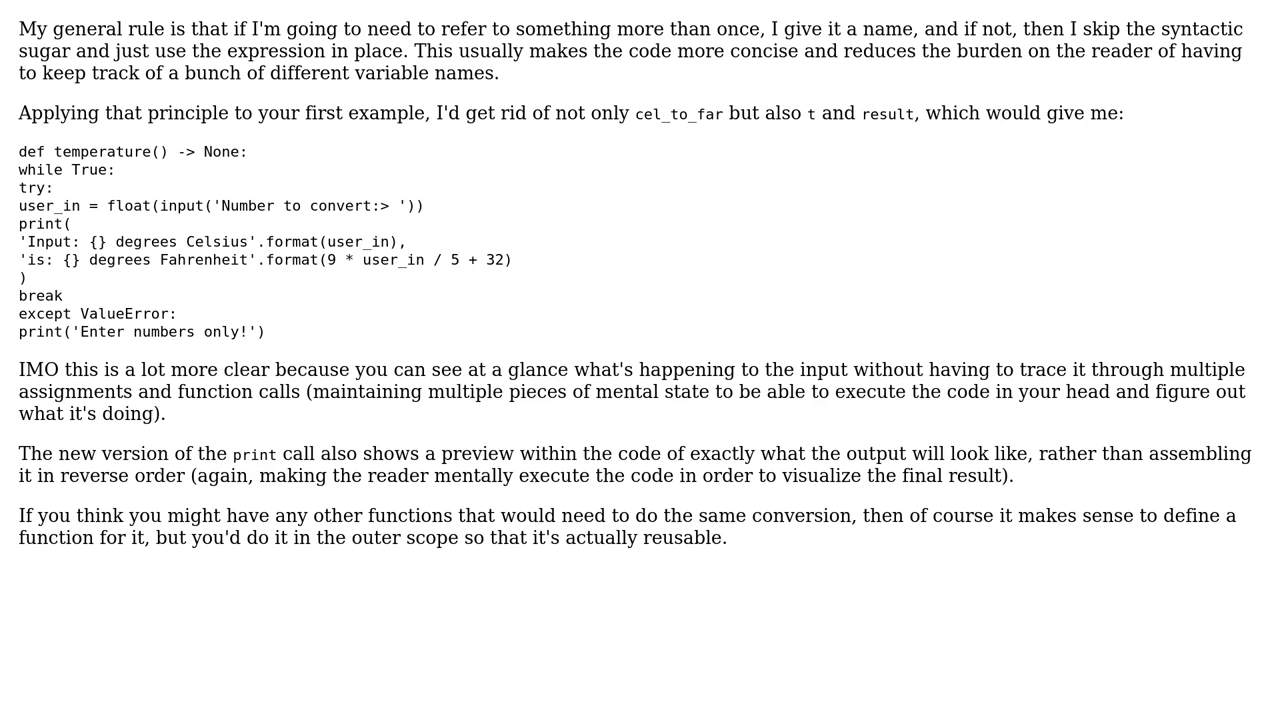 My general rule is that if I'm going to need to refer to something more than once, I give it a name, and if not, then I skip the syntactic
sugar and just use the expression in place. This usually makes the code more concise and reduces the burden on the reader of having
to keep track of a bunch of different variable names.
Applying that principle to your first example, I'd get rid of not only cel_to_far but also t and result, which would give me:
def temperature() -> None:
while True:
try:
user_in = float(input('Number to convert:> '))
print(
'Input: {} degrees Celsius'.format(user_in),
'is: {} degrees Fahrenheit'.format(9 * user_in / 5 + 32)
)
break
except ValueError:
print('Enter numbers only!')
IMO this is a lot more clear because you can see at a glance what's happening to the input without having to trace it through multiple
assignments and function calls (maintaining multiple pieces of mental state to be able to execute the code in your head and figure out
what it's doing).
The new version of the print call also shows a preview within the code of exactly what the output will look like, rather than assembling
it in reverse order (again, making the reader mentally execute the code in order to visualize the final result).
If you think you might have any other functions that would need to do the same conversion, then of course it makes sense to define a
function for it, but you'd do it in the outer scope so that it's actually reusable.